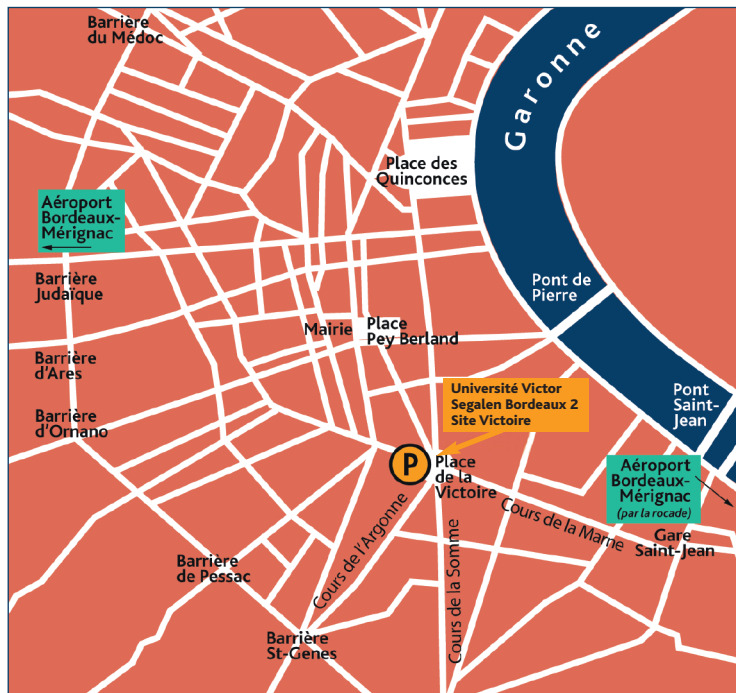 Barrière
du Médoc
Garonne
Place des
Quinconces
Aéroport
Bordeaux-
Mérignac
Barrière
Judaïque
Pont de
Pierre
Mairie
Place
Pey Berland
Barrière
d'Ares
Université Victor
Segalen Bordeaux 2
Site Victoire
Pont
Saint-
Jean
Barrière
d'Ornano
P
Place
de la
Victoire
Aéroport
Bordeaux-
Mérignac
(par la rocade)
Cours de la Marne
Gare
Saint-Jean
Cours de l'Argonne
Cours de la Somme
Barrière
de Pessac
Barrière
St-Genes